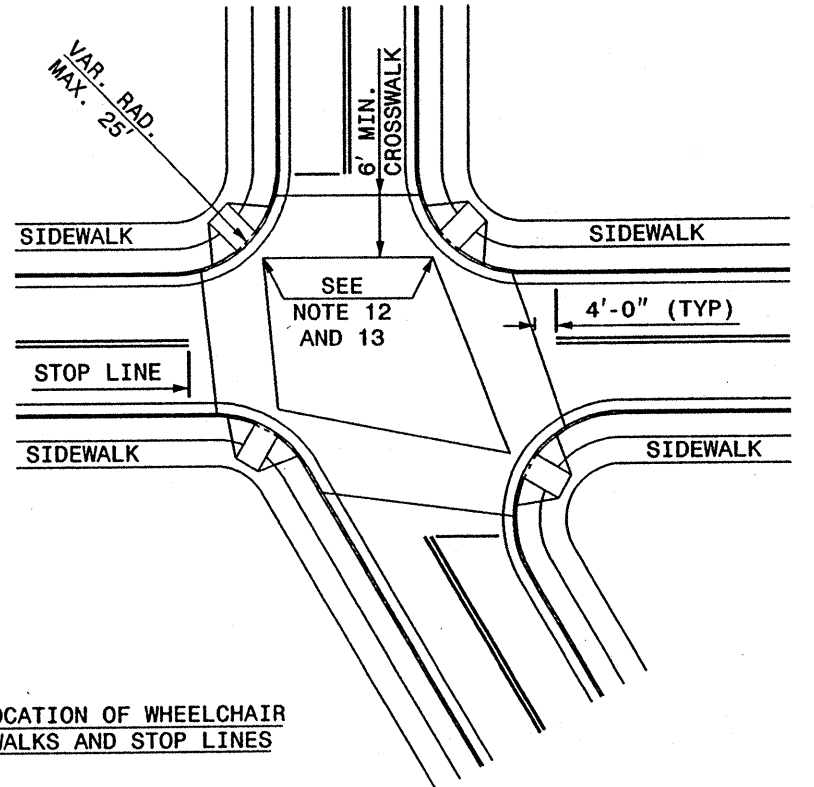 VAR. RAD.
MAX. 25'
6' MIN.
CROSSWALK
SIDEWALK
SIDEWALK
SEE
NOTE 12
AND 13
4'-0" (TYP)
STOP LINE
SIDEWALK
SIDEWALK
OCATION OF WHEELCHAIR
WALKS AND STOP LINES